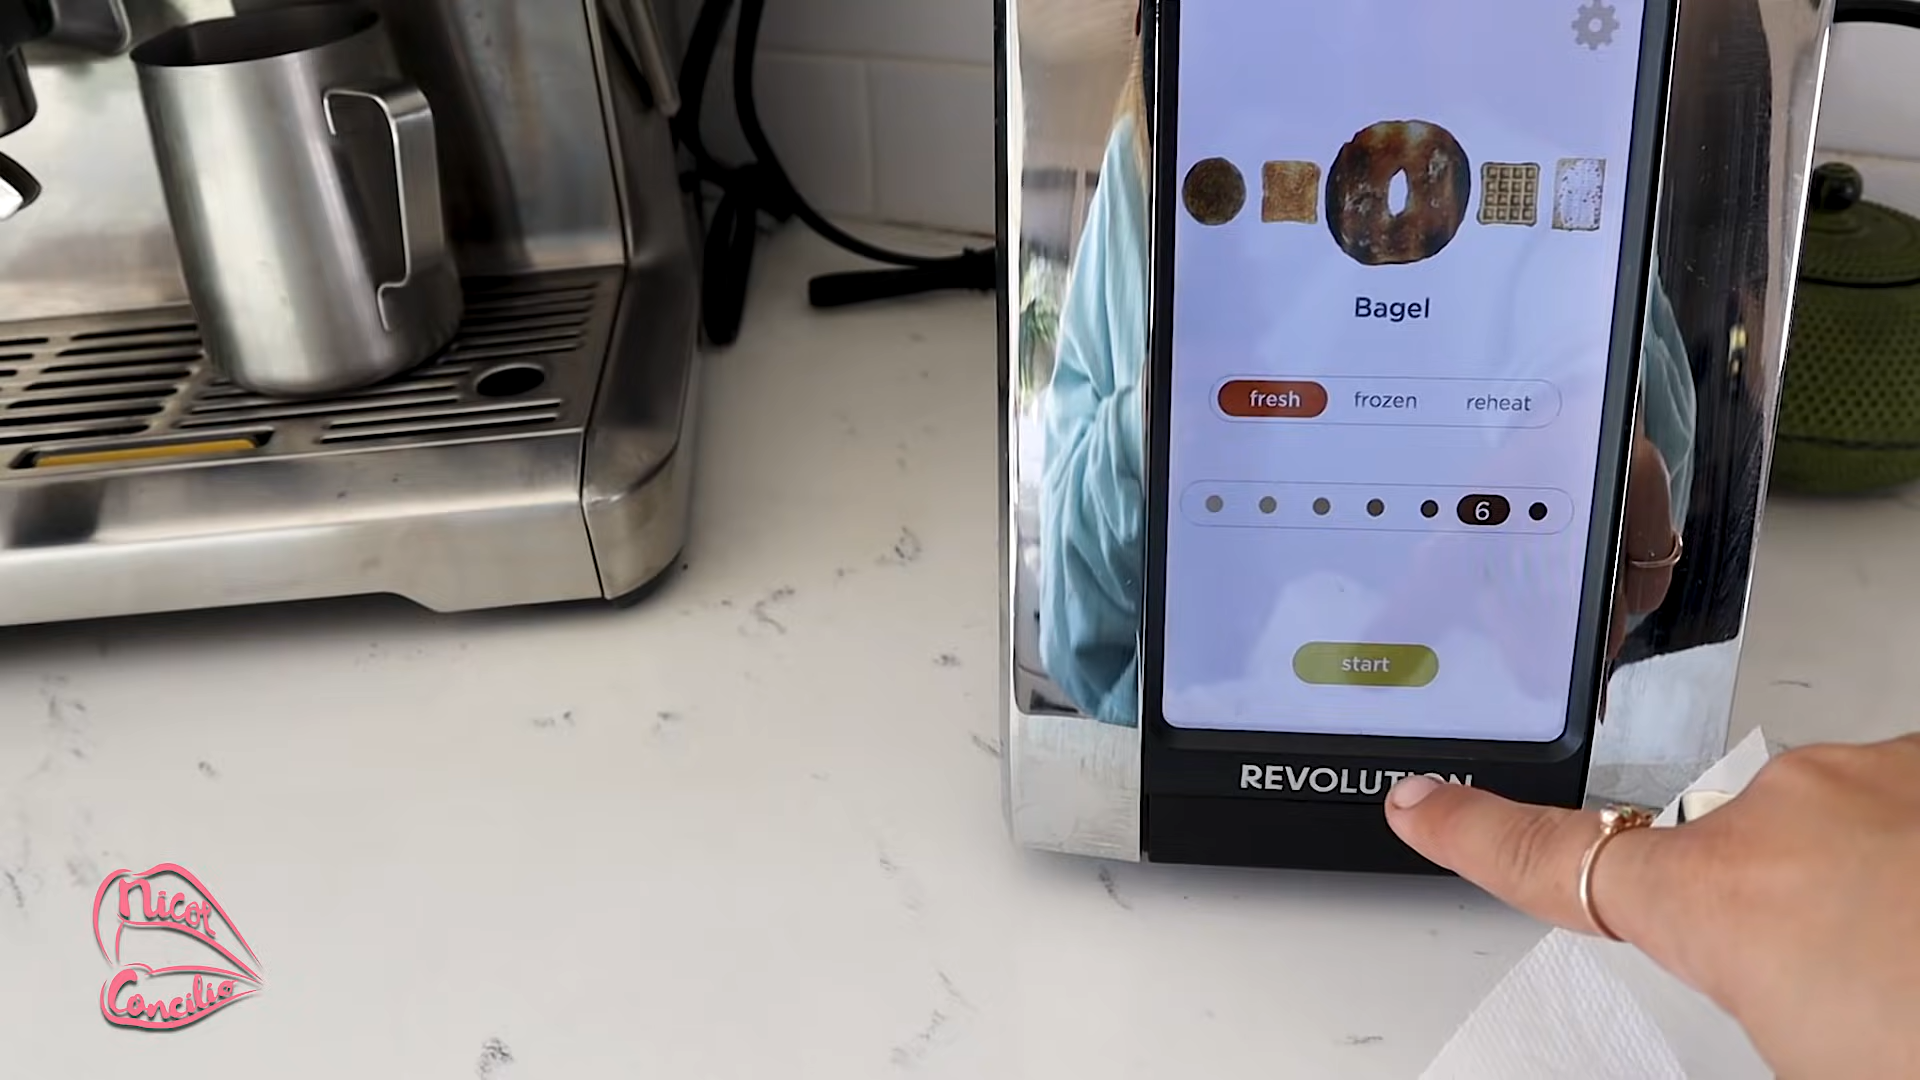 Bagel
fresh frozen reheat
6
start
REVOLUTION
Nicol
Concilio